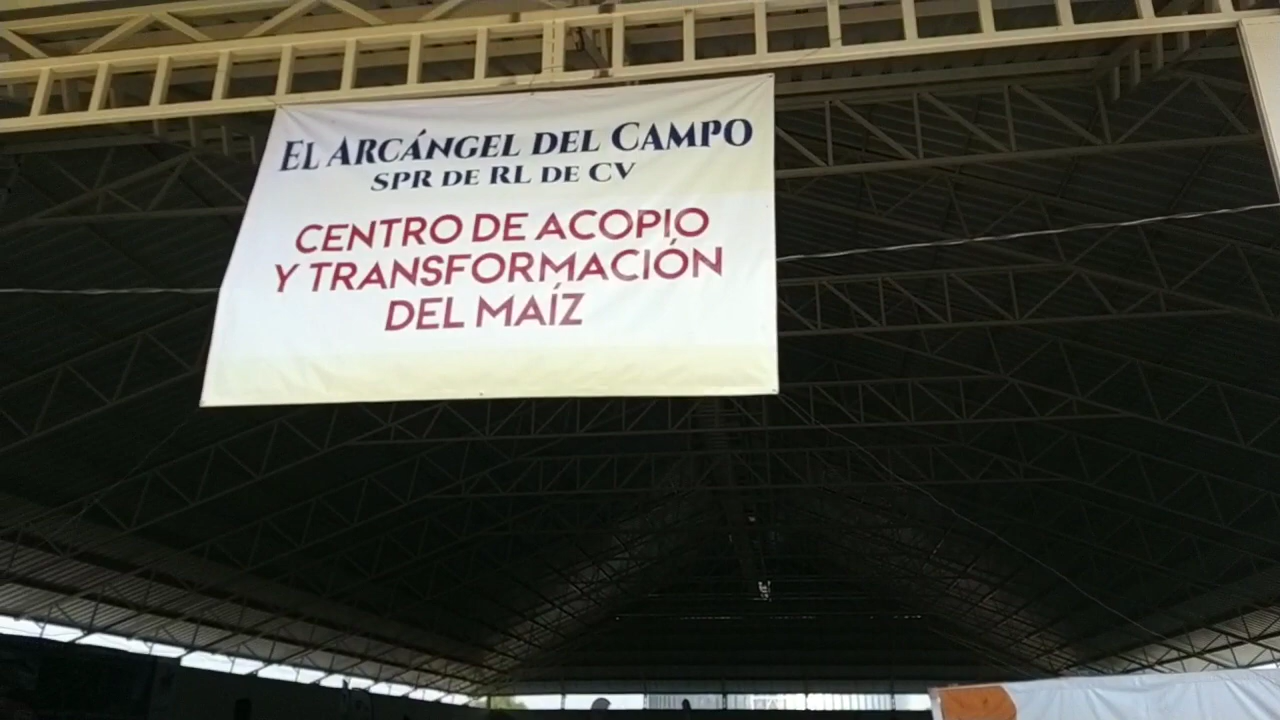 EL ARCÁNGEL DEL CAMPO
SPR DE RL DE CV
CENTRO DE ACOPIO
Y TRANSFORMACIÓN
DEL MAÍZ